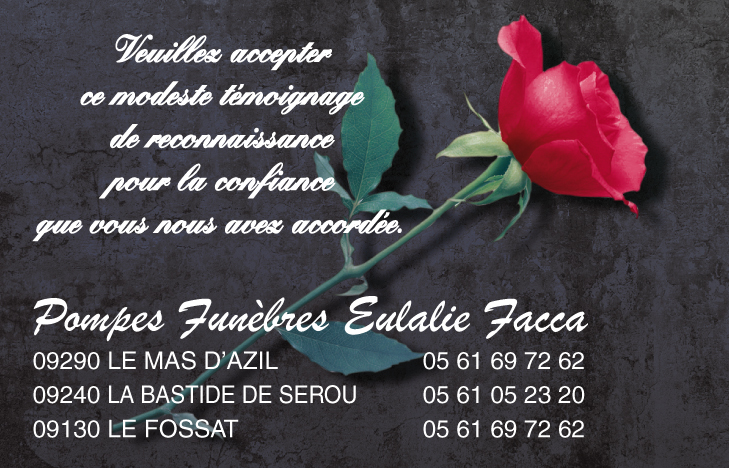 Veuillez accepter
ce modeste témoignage
de reconnaissance
pour la confiance
que vous nous avez accordée.
Pompes Funèbres Eulalie Facca
09290 LE MAS D'AZIL 05 61 69 72 62
09240 LA BASTIDE DE SEROU 05 61 05 23 20
09130 LE FOSSAT 05 61 69 72 62